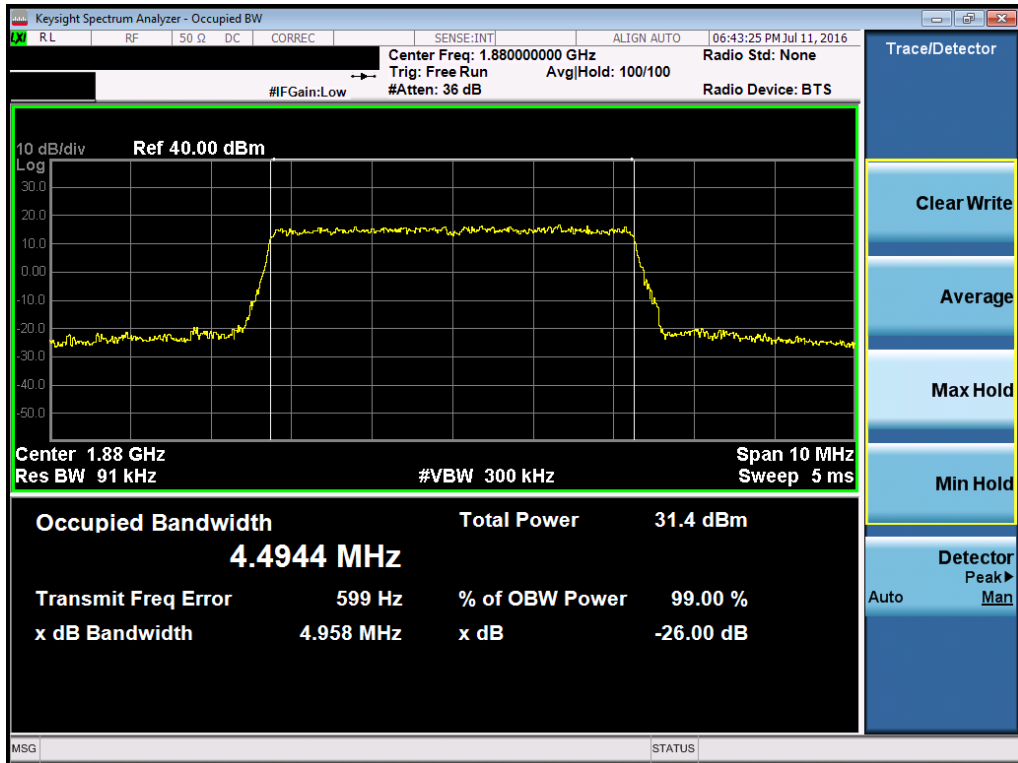 Keysight Spectrum Analyzer - Occupied BW
LXI RL RF 50 Ω DC CORREC SENSE:INT ALIGN AUTO 06:43:25 PM Jul 11, 2016
Center Freq: 1.880000000 GHz Radio Std: None
Trig: Free Run Avg|Hold: 100/100
#IFGain:Low #Atten: 36 dB Radio Device: BTS
Trace/Detector
10 dB/div Ref 40.00 dBm
Log
30.0
20.0
10.0
0.00
-10.0
-20.0
-30.0
-40.0
-50.0
Center 1.88 GHz Span 10 MHz
Res BW 91 kHz #VBW 300 kHz Sweep 5 ms
Occupied Bandwidth Total Power 31.4 dBm
4.4944 MHz
Transmit Freq Error 599 Hz % of OBW Power 99.00 %
x dB Bandwidth 4.958 MHz x dB -26.00 dB
Clear Write
Average
Max Hold
Min Hold
Detector
Peak▶
Auto Man
MSG STATUS